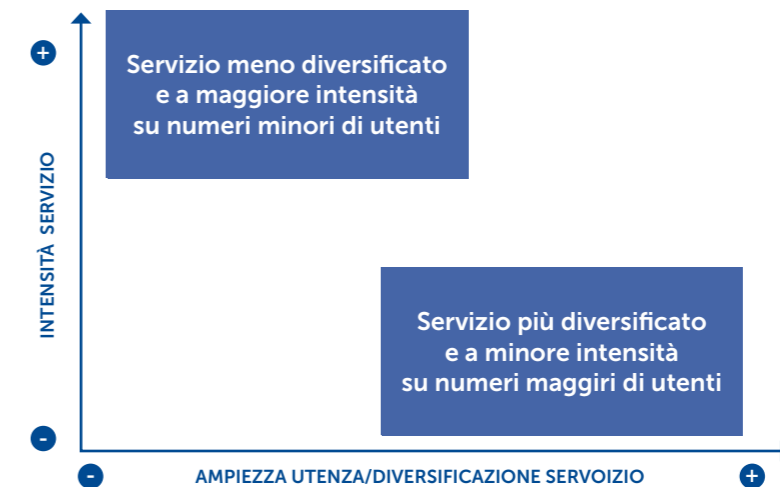 +
Servizio meno diversificato
e a maggiore intensità
su numeri minori di utenti
INTENSITÀ SERVIZIO
Servizio più diversificato
e a minore intensità
su numeri maggiri di utenti
-
-
AMPIEZZA UTENZA/DIVERSIFICAZIONE SERVOIZIO
+